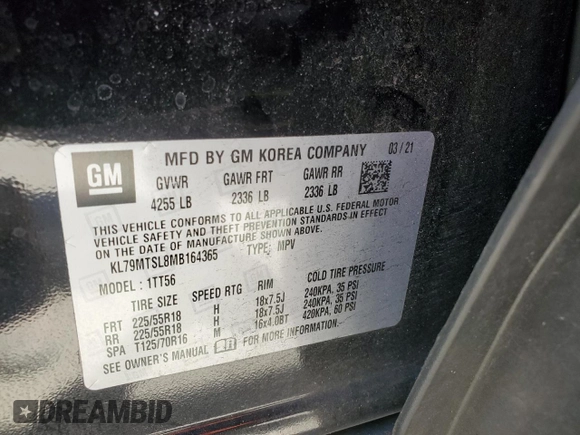 GM
MFD BY GM KOREA COMPANY 03 / 21
GVWR GAWR FRT GAWR RR
4255 LB 2336 LB 2336 LB
THIS VEHICLE CONFORMS TO ALL APPLICABLE U.S. FEDERAL MOTOR
VEHICLE SAFETY AND THEFT PREVENTION STANDARDS IN EFFECT
ON THE DATE OF MANUFACTURE SHOWN ABOVE.
KL79MTSL8MB164365 TYPE: MPV
MODEL: 1TT56
TIRE SIZE SPEED RTG RIM COLD TIRE PRESSURE
FRT 225/55R18 H 18x7.5J 240KPA, 35 PSI
RR 225/55R18 H 18x7.5J 240KPA, 35 PSI
SPA T125/70R16 M 16x4.0BT 420KPA, 60 PSI
SEE OWNER'S MANUAL FOR MORE INFORMATION.
DREAMBID